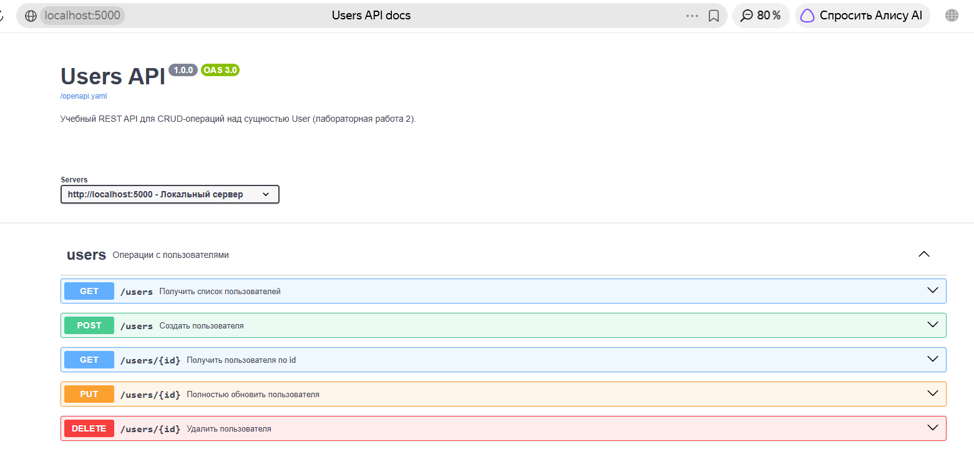 localhost:5000 Users API docs 80 % Спросить Алису AI
Users API 1.0.0 OAS 3.0
/openapi.yaml
Учебный REST API для CRUD-операций над сущностью User (лабораторная работа 2).
Servers
http://localhost:5000 - Локальный сервер
users Операции с пользователями
GET /users Получить список пользователей
POST /users Создать пользователя
GET /users/{id} Получить пользователя по id
PUT /users/{id} Полностью обновить пользователя
DELETE /users/{id} Удалить пользователя